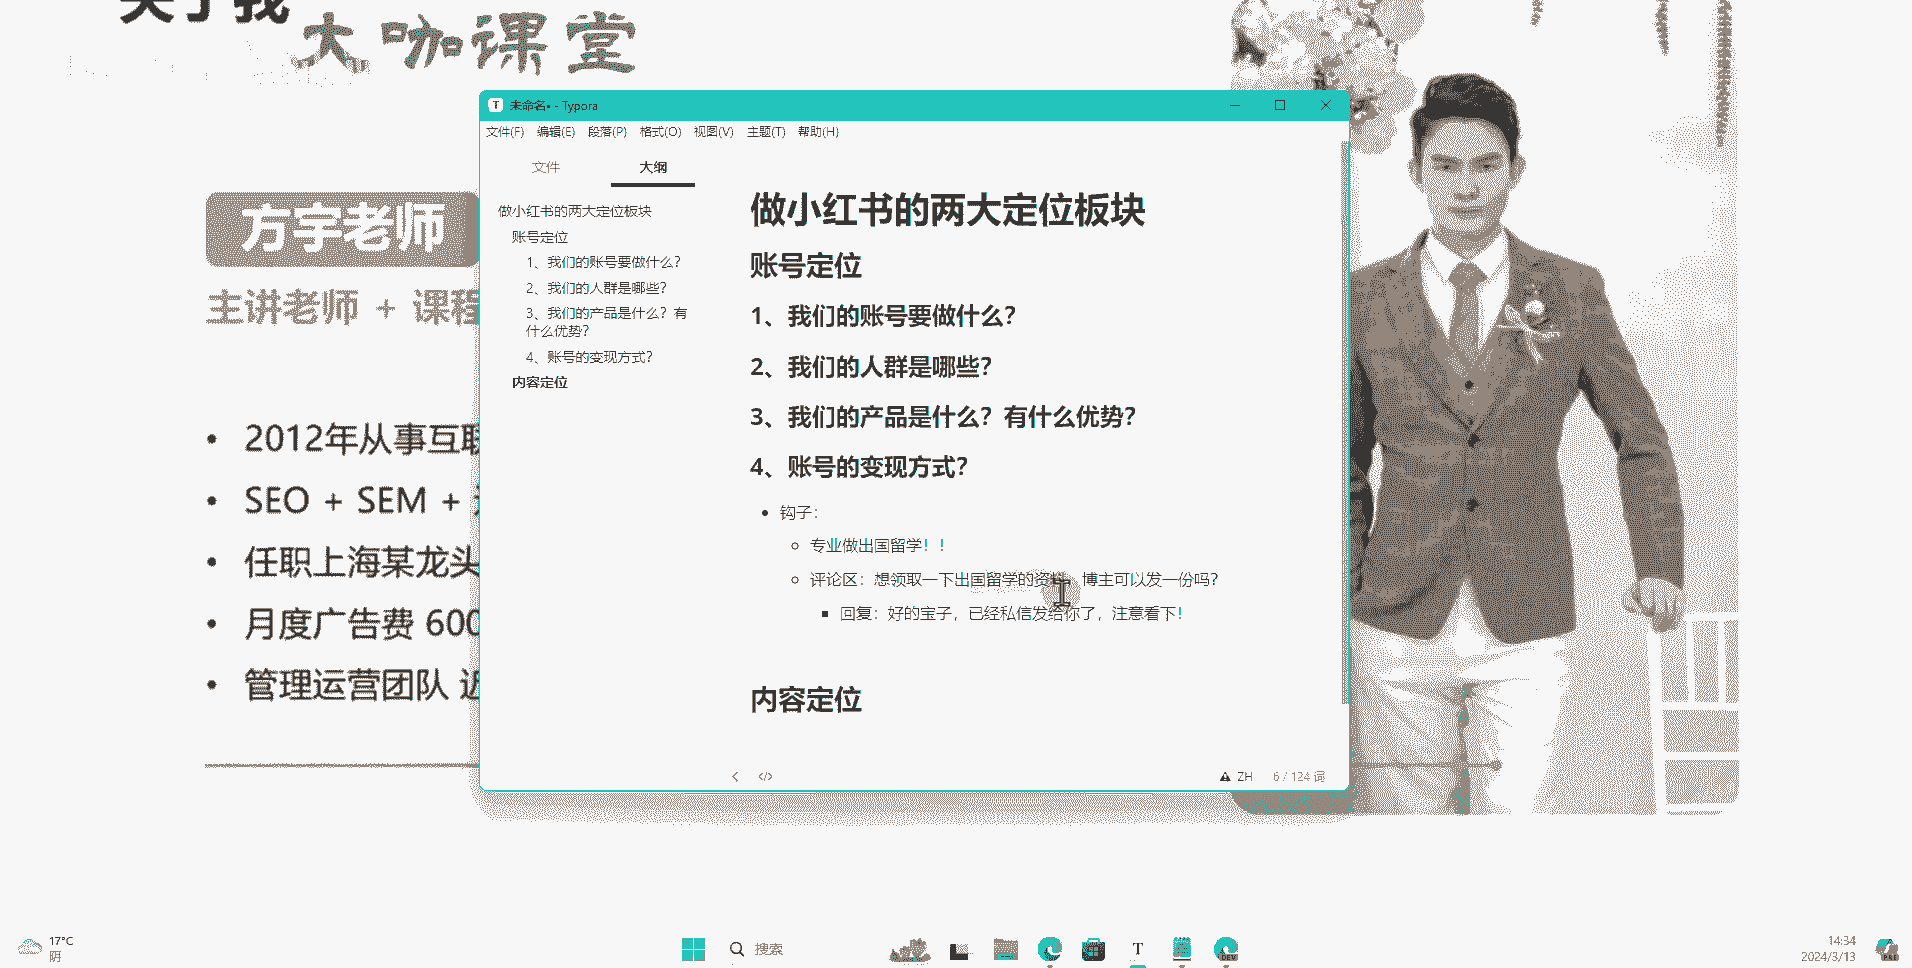 大咖课堂
方宇老师
主讲老师 + 课程
2012年从事互联
SEO + SEM +
任职上海某龙头
月度广告费 600
管理运营团队 近
未命名• - Typora
文件(F) 编辑(E) 段落(P) 格式(O) 视图(V) 主题(T) 帮助(H)
文件 大纲
做小红书的两大定位板块
账号定位
1、我们的账号要做什么？
2、我们的人群是哪些？
3、我们的产品是什么？有
什么优势？
4、账号的变现方式？
内容定位
做小红书的两大定位板块
账号定位
1、我们的账号要做什么？
2、我们的人群是哪些？
3、我们的产品是什么？有什么优势？
4、账号的变现方式？
钩子：
专业做出国留学！！
评论区：想领取一下出国留学的资料，博主可以发一份吗？
回复：好的宝子，已经私信发给你了，注意看下！
内容定位
ZH 6 / 124 词
17°C
阴
搜索
T
DEV
14:34
2024/3/13
PRE